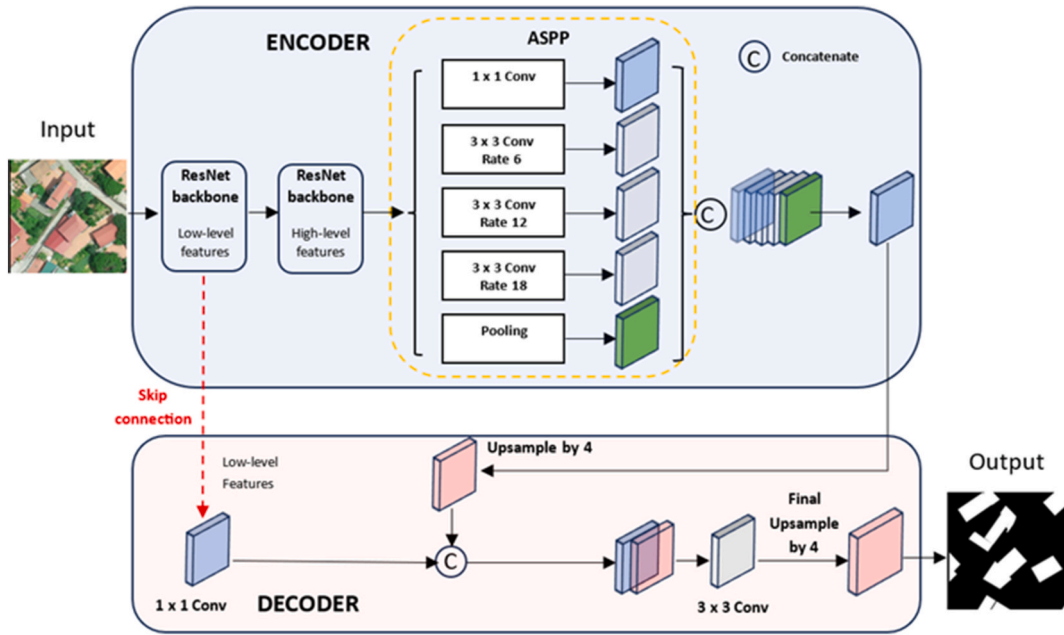 ENCODER
ASPP
C
Concatenate
Input
ResNet
backbone
Low-level
features
ResNet
backbone
High-level
features
1 x 1 Conv
3 x 3 Conv
Rate 6
3 x 3 Conv
Rate 12
3 x 3 Conv
Rate 18
Pooling
C
Skip
connection
Low-level
Features
Upsample by 4
C
1 x 1 Conv
DECODER
3 x 3 Conv
Final
Upsample
by 4
Output